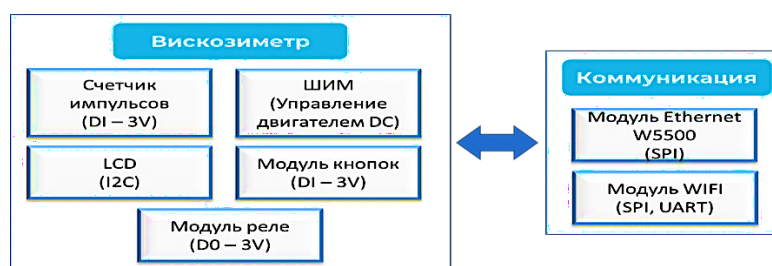 Вискозиметр
Счетчик
импульсов
(DI – 3V)
ШИМ
(Управление
двигателем DC)
LCD
(I2C)
Модуль кнопок
(DI – 3V)
Модуль реле
(D0 – 3V)
Коммуникация
Модуль Ethernet
W5500
(SPI)
Модуль WIFI
(SPI, UART)